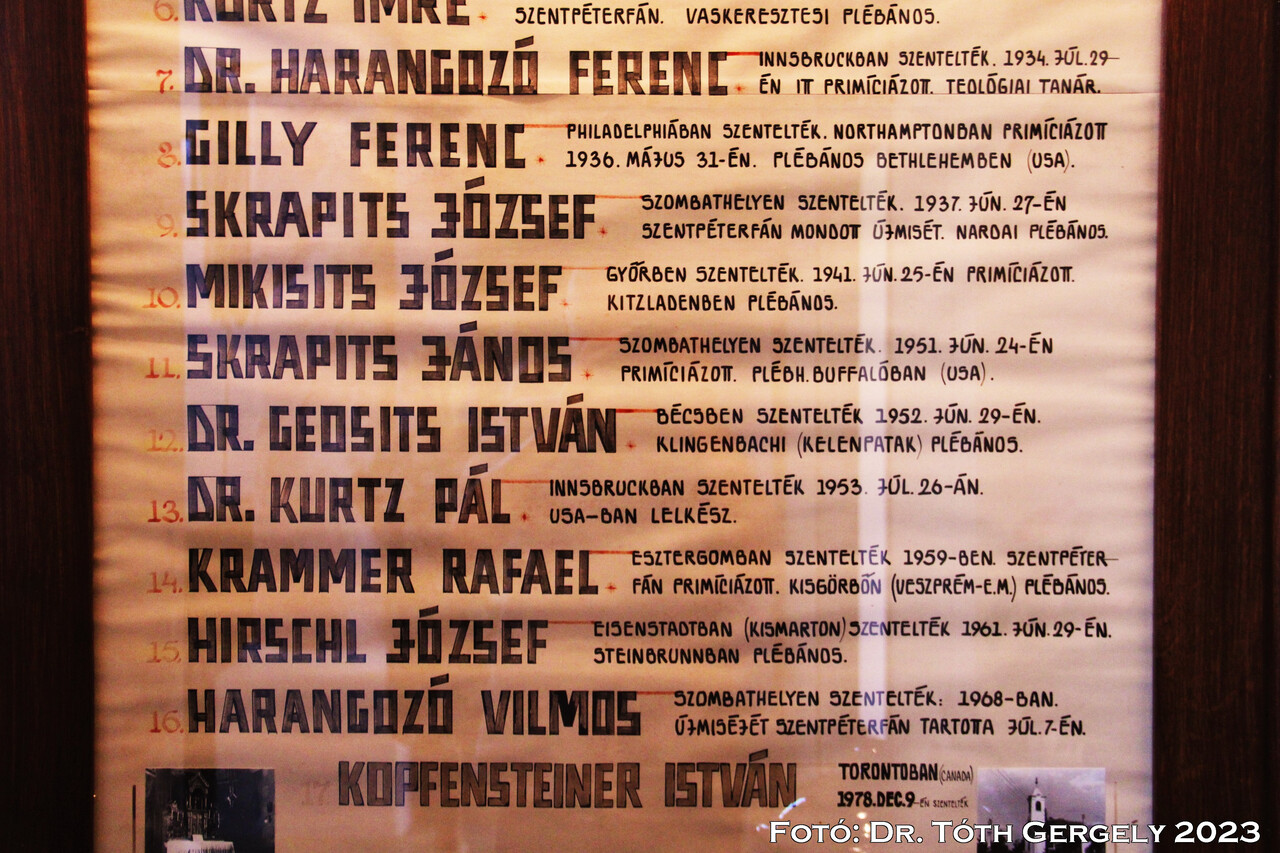 6. KURTZ IMRE SZENTPÉTERFÁN. VASKERESZTESI PLÉBÁNOS.
7. DR. HARANGOZÓ FERENC INNSBRUCKBAN SZENTELTÉK. 1934. JÚL. 29-
ÉN ITT PRIMÍCIÁZOTT. TEOLÓGIAI TANÁR.
8. GILLY FERENC PHILADELPHIÁBAN SZENTELTÉK. NORTHAMPTONBAN PRIMÍCIÁZOTT
1936. MÁJUS 31-ÉN. PLÉBÁNOS BETHLEHEMBEN (USA).
9. SKRAPITS JÓZSEF SZOMBATHELYEN SZENTELTÉK. 1937. JÚN. 27-ÉN
SZENTPÉTERFÁN MONDOTT ÚJMISÉT. NARDAI PLÉBÁNOS.
10. MIKISITS JÓZSEF GYŐRBEN SZENTELTÉK. 1941. JÚN. 25-ÉN PRIMÍCIÁZOTT.
KITZLADENBEN PLÉBÁNOS.
11. SKRAPITS JÁNOS SZOMBATHELYEN SZENTELTÉK. 1951. JÚN. 24-ÉN
PRIMÍCIÁZOTT. PLÉBH. BUFFALÓBAN (USA).
12. DR. GEOSITS ISTVÁN BÉCSBEN SZENTELTÉK 1952. JÚN. 29-ÉN.
KLINGENBACHI (KELENPATAK) PLÉBÁNOS.
13. DR. KURTZ PÁL INNSBRUCKBAN SZENTELTÉK 1953. JÚL. 26-ÁN.
USA-BAN LELKÉSZ.
14. KRAMMER RAFAEL ESZTERGOMBAN SZENTELTÉK 1959-BEN. SZENTPÉTER-
FÁN PRIMÍCIÁZOTT. KISGÖRBŐN (VESZPRÉM-E.M.) PLÉBÁNOS.
15. HIRSCHL JÓZSEF EISENSTADTBAN (KISMARTON) SZENTELTÉK 1961. JÚN. 29-ÉN.
STEINBRUNNBAN PLÉBÁNOS.
16. HARANGOZÓ VILMOS SZOMBATHELYEN SZENTELTÉK: 1968-BAN.
ÚJMISÉJÉT SZENTPÉTERFÁN TARTOTTA JÚL. 7-ÉN.
17. KOPFENSTEINER ISTVÁN TORONTOBAN (CANADA)
1978. DEC. 9-ÉN SZENTELTÉK
FOTÓ: DR. TÓTH GERGELY 2023